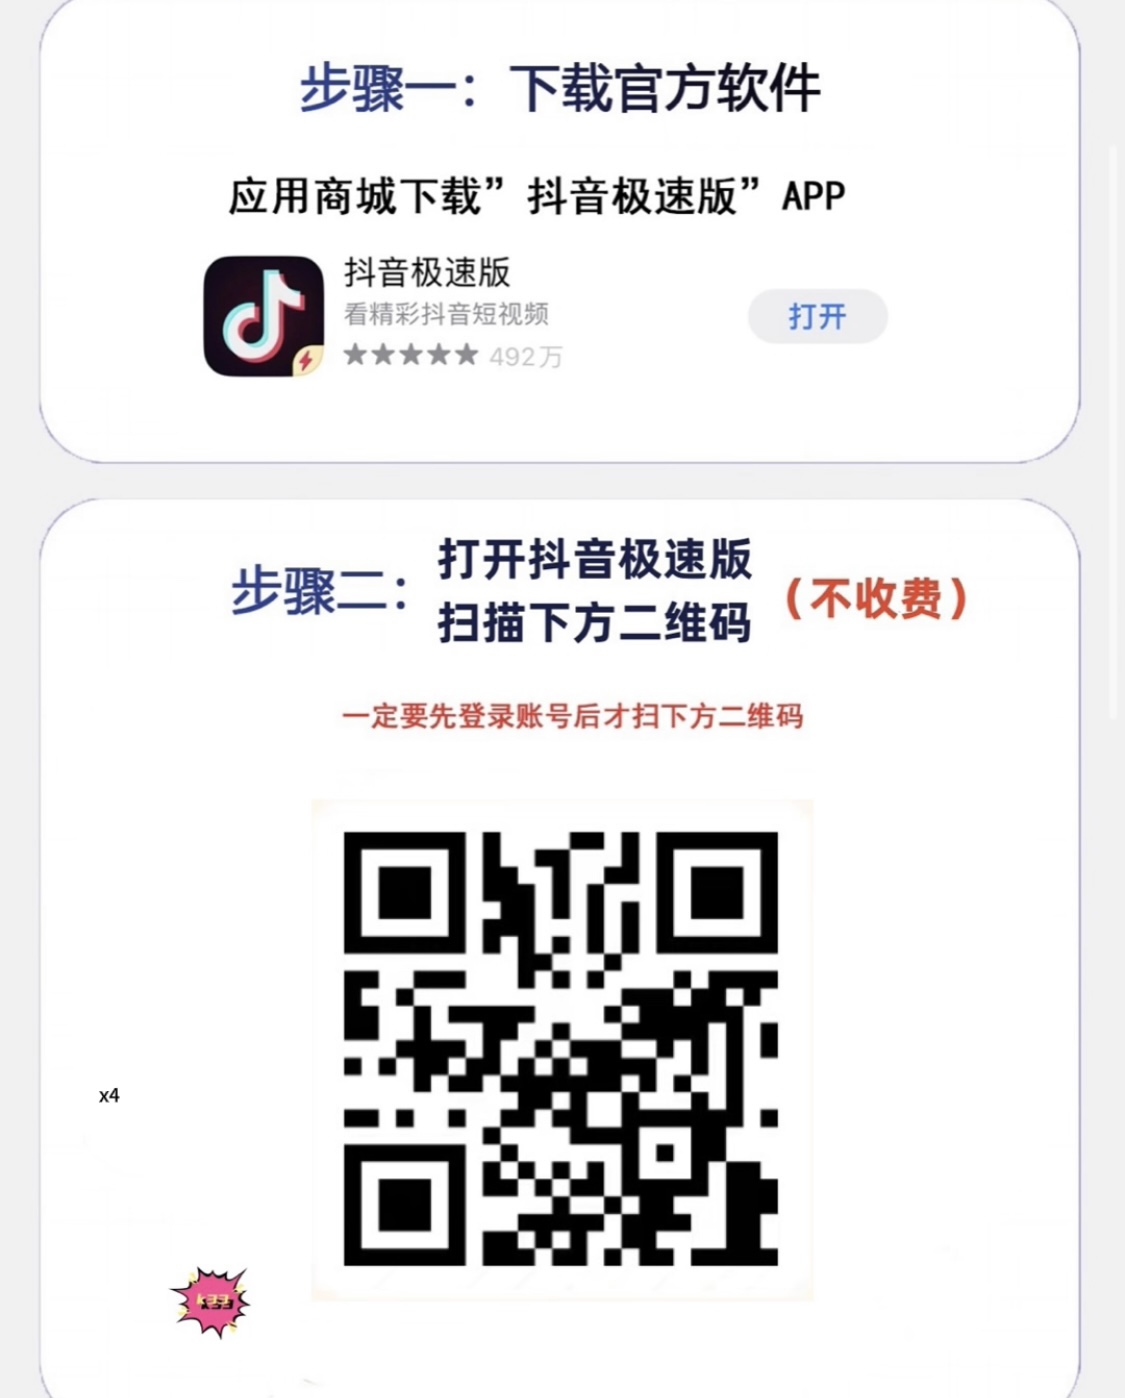 步骤一：下载官方软件
应用商城下载”抖音极速版”APP
抖音极速版
看精彩抖音短视频
492万
打开
步骤二：
打开抖音极速版
扫描下方二维码
（不收费）
一定要先登录账号后才扫下方二维码
x4
k33